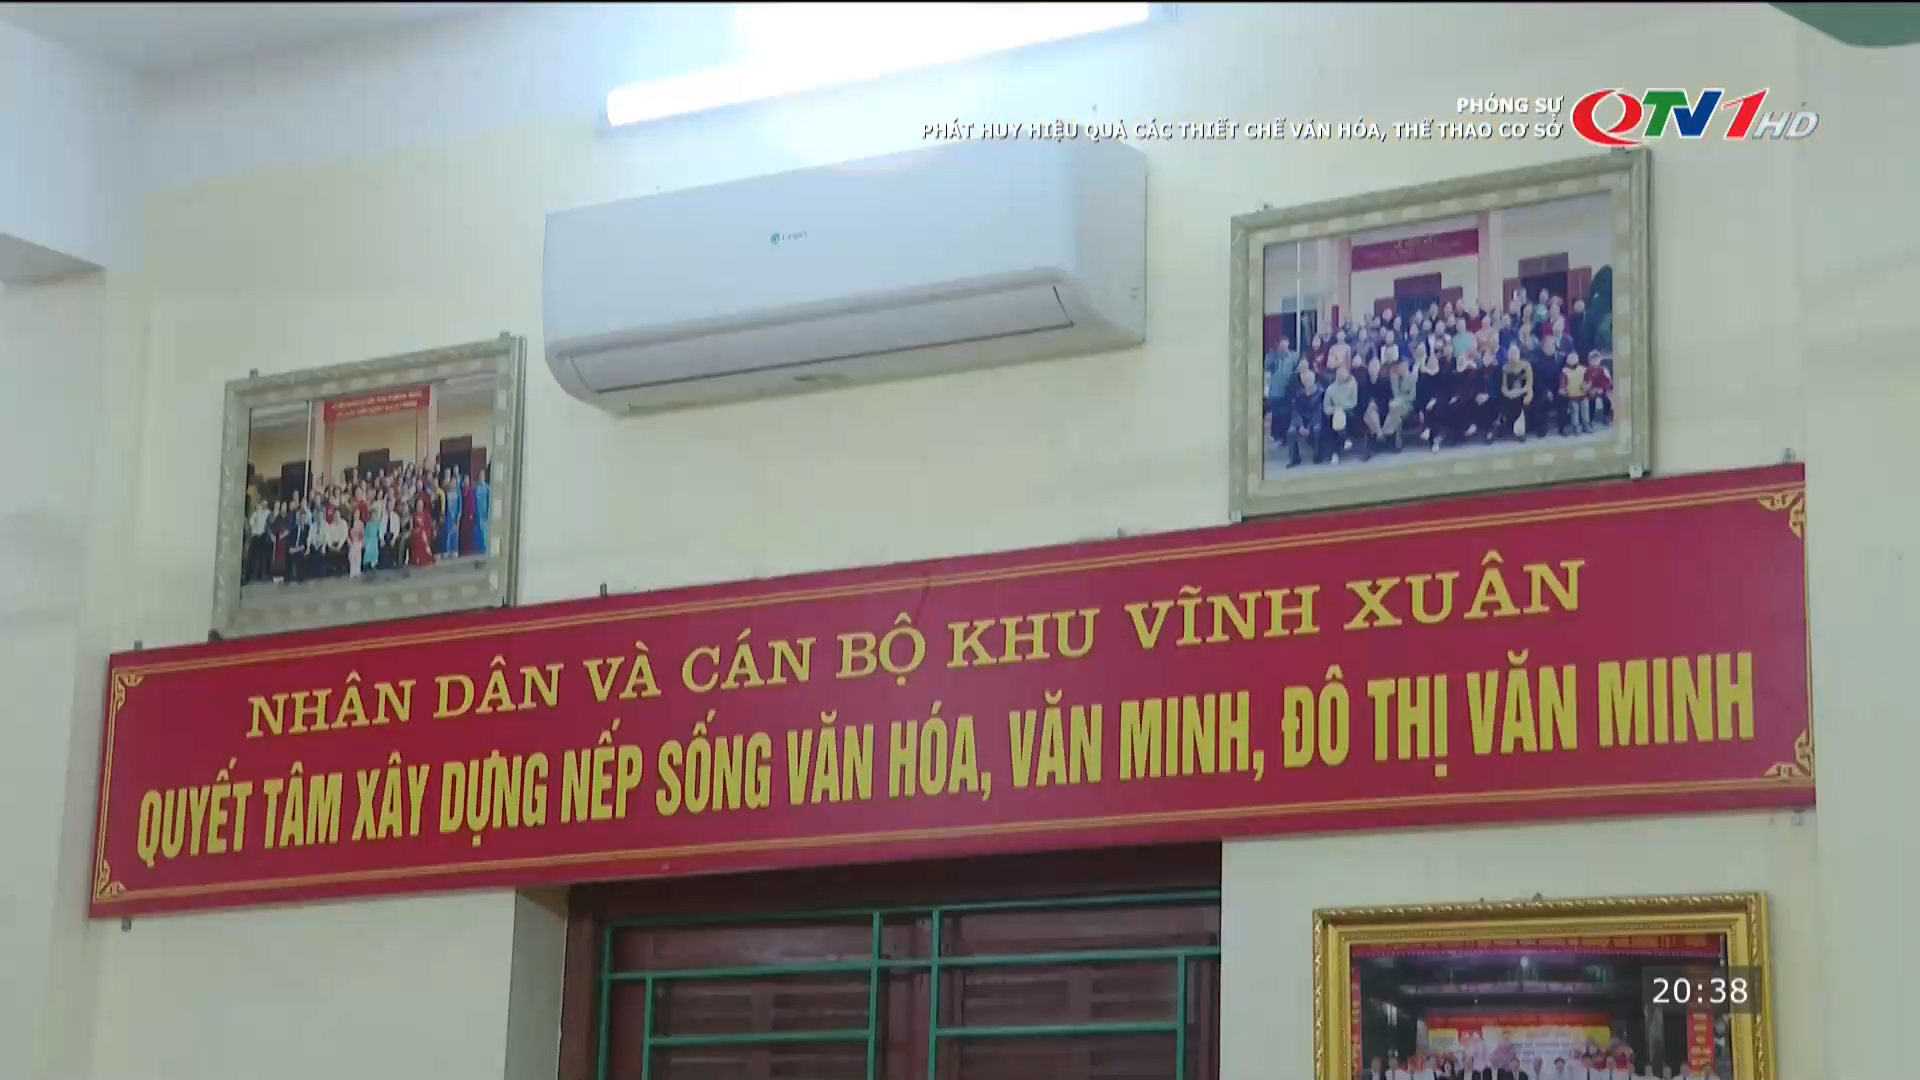 PHÓNG SỰ
PHÁT HUY HIỆU QUẢ CÁC THIẾT CHẾ VĂN HÓA, THỂ THAO CƠ SỞ
QTV1HD
NHÂN DÂN VÀ CÁN BỘ KHU VĨNH XUÂN
QUYẾT TÂM XÂY DỰNG NẾP SỐNG VĂN HÓA, VĂN MINH, ĐÔ THỊ VĂN MINH
20:38